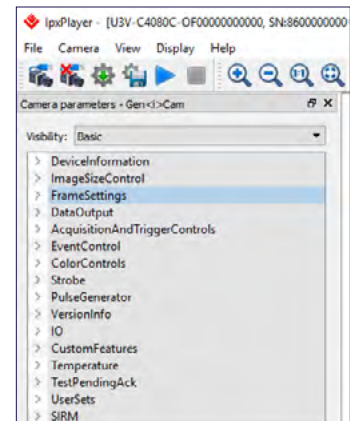 IpxPlayer - [U3V-C4080C-OF00000000000, SN:8600000000
File Camera View Display Help
Camera parameters - Gen<i>Cam
Visibility: Basic
DeviceInformation
ImageSizeControl
FrameSettings
DataOutput
AcquisitionAndTriggerControls
EventControl
ColorControls
Strobe
PulseGenerator
VersionInfo
IO
CustomFeatures
Temperature
TestPendingAck
UserSets
SIRM